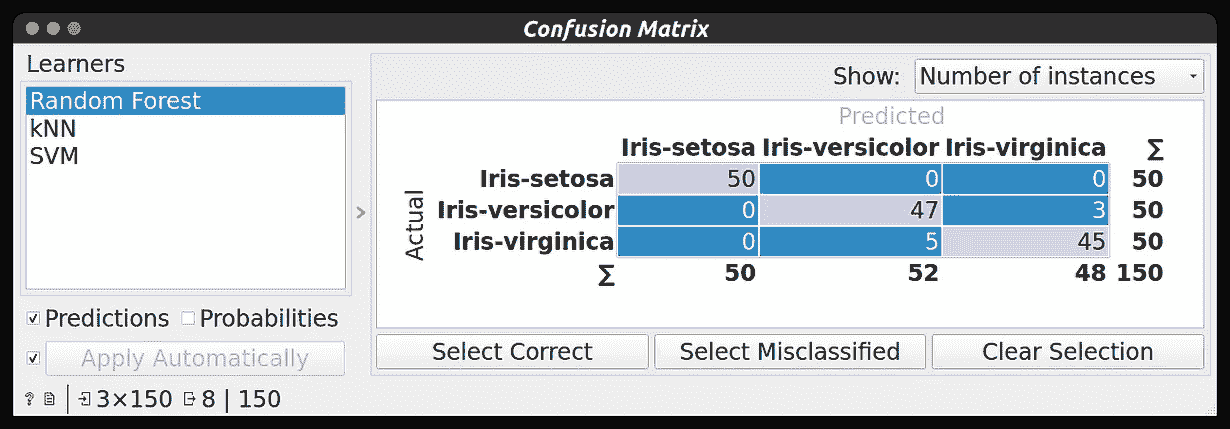 Confusion Matrix
Learners
Random Forest
kNN
SVM
Predictions Probabilities
Apply Automatically
? 3×150 8 | 150
Show: Number of instances
Predicted
Iris-setosa Iris-versicolor Iris-virginica ∑
Actual
Iris-setosa 50 0 0 50
Iris-versicolor 0 47 3 50
Iris-virginica 0 5 45 50
∑ 50 52 48 150
Select Correct Select Misclassified Clear Selection